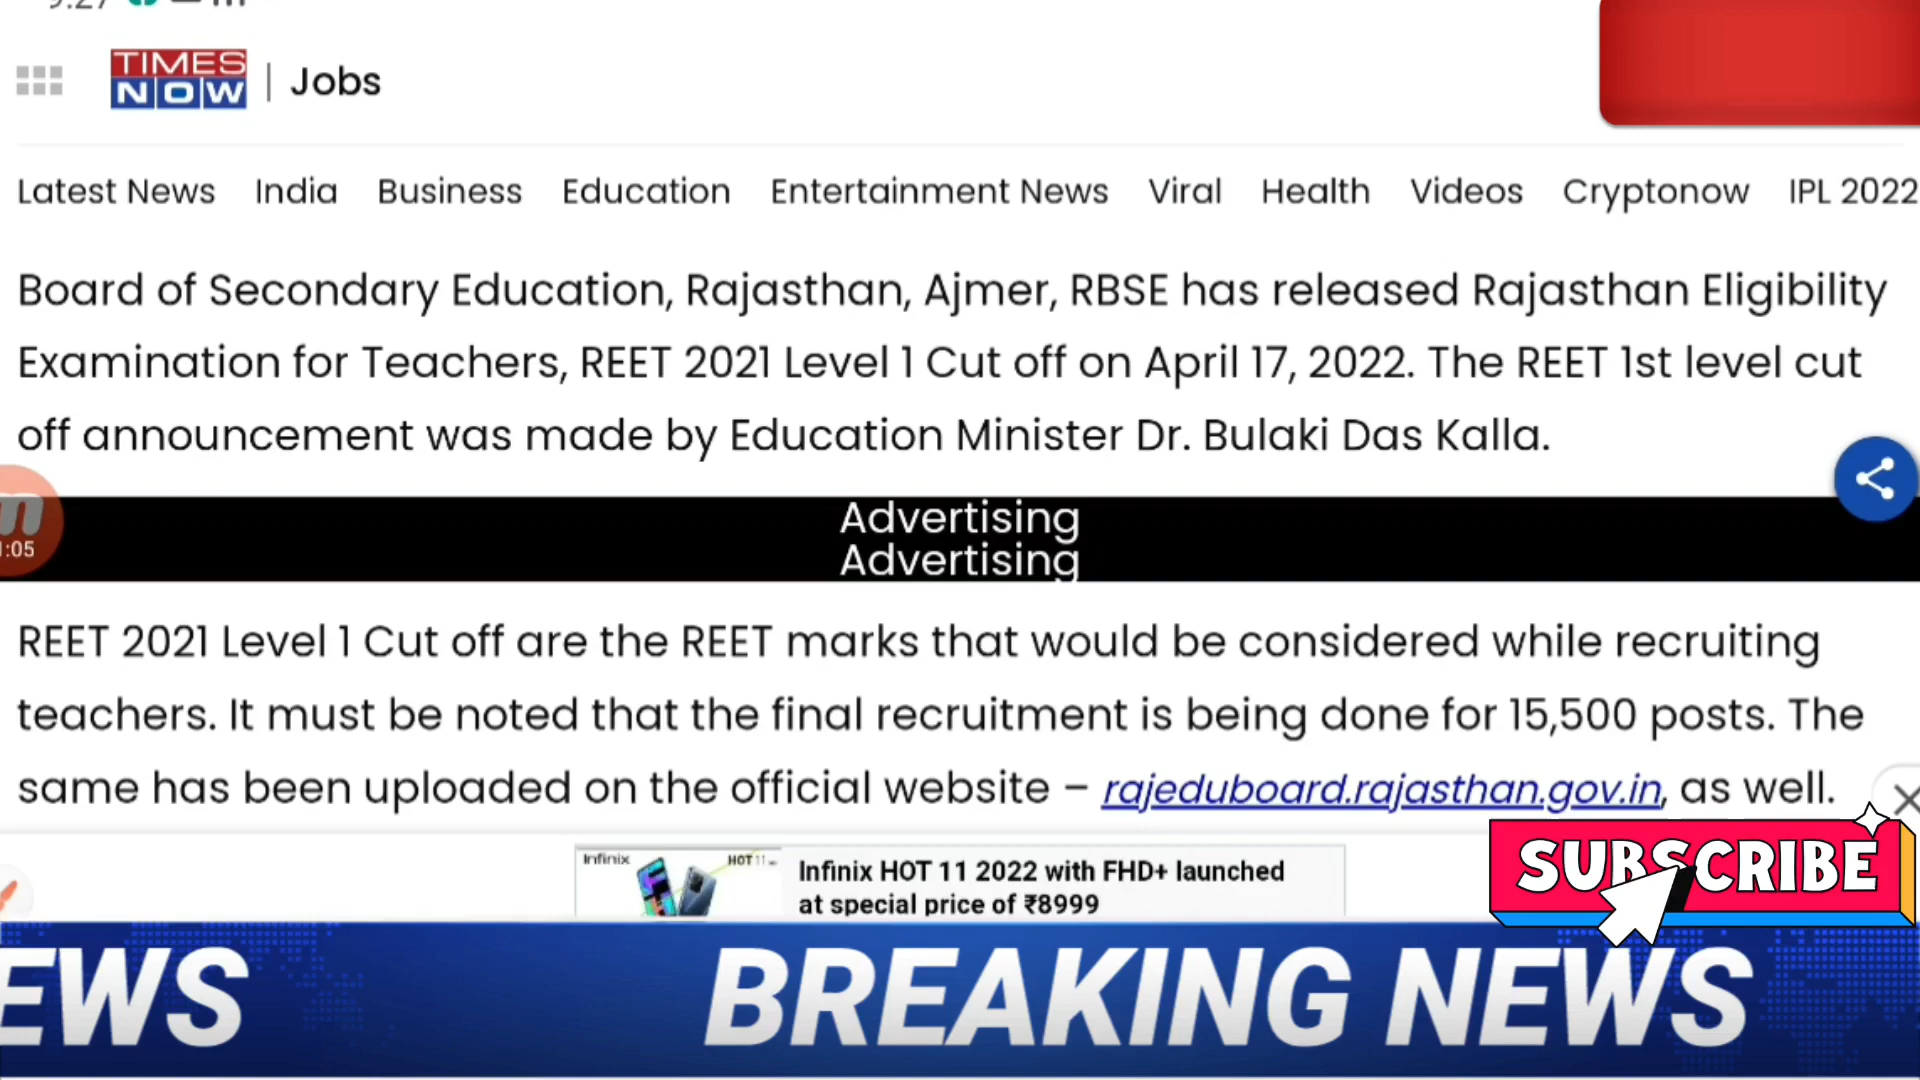 TIMES
NOW | Jobs
Latest News India Business Education Entertainment News Viral Health Videos Cryptonow IPL 2022
Board of Secondary Education, Rajasthan, Ajmer, RBSE has released Rajasthan Eligibility
Examination for Teachers, REET 2021 Level 1 Cut off on April 17, 2022. The REET 1st level cut
off announcement was made by Education Minister Dr. Bulaki Das Kalla.
:05
Advertising
Advertising
REET 2021 Level 1 Cut off are the REET marks that would be considered while recruiting
teachers. It must be noted that the final recruitment is being done for 15,500 posts. The
same has been uploaded on the official website – rajeduboard.rajasthan.gov.in, as well.
Infinix HOT 11
Infinix HOT 11 2022 with FHD+ launched
at special price of ₹8999
SUBSCRIBE
EWS BREAKING NEWS